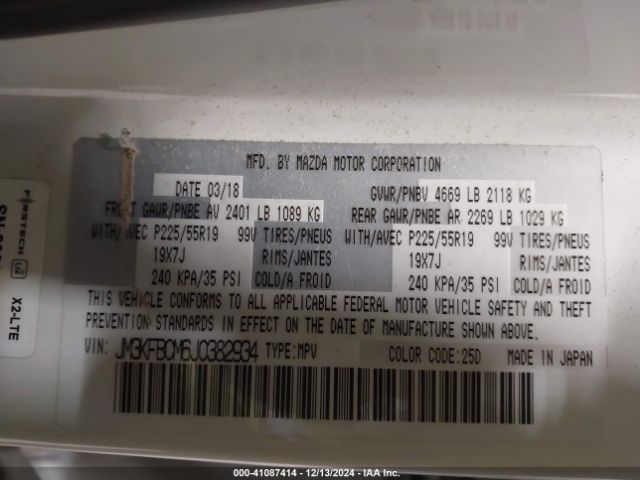 MFD. BY MAZDA MOTOR CORPORATION
DATE 03/18
GVWR/PNBV 4669 LB 2118 KG
FRONT GAWR/PNBE AV 2401 LB 1089 KG
REAR GAWR/PNBE AR 2269 LB 1029 KG
WITH/AVEC P225/55R19 99V TIRES/PNEUS
WITH/AVEC P225/55R19 99V TIRES/PNEUS
19X7J RIMS/JANTES
19X7J RIMS/JANTES
240 KPA/35 PSI COLD/A FROID
240 KPA/35 PSI COLD/A FROID
THIS VEHICLE CONFORMS TO ALL APPLICABLE FEDERAL MOTOR VEHICLE SAFETY AND THEFT
PREVENTION STANDARDS IN EFFECT ON THE DATE OF MANUFACTURE SHOWN ABOVE.
VIN: JM3KFBCM6J0382934 TYPE:MPV COLOR CODE:25D MADE IN JAPAN
FIRSTECH
X2-LTE
000-41087414 - 12/13/2024 - IAA Inc.